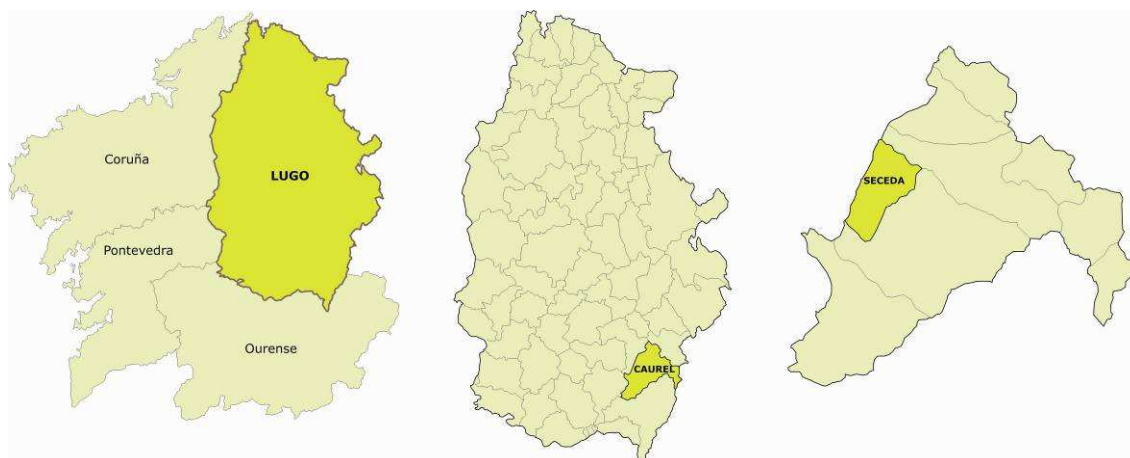 Coruña
LUGO
Pontevedra
Ourense
CAUREL
SECEDA